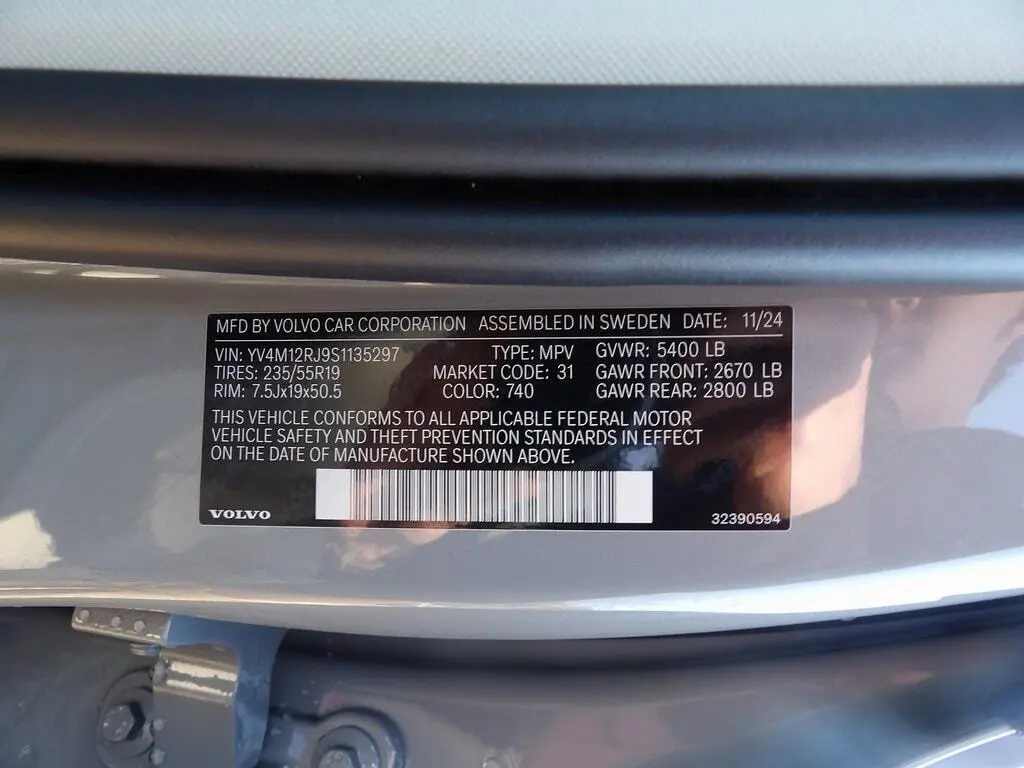 MFD BY VOLVO CAR CORPORATION ASSEMBLED IN SWEDEN DATE: 11/24
VIN: YV4M12RJ9S1135297 TYPE: MPV GVWR: 5400 LB
TIRES: 235/55R19 MARKET CODE: 31 GAWR FRONT: 2670 LB
RIM: 7.5Jx19x50.5 COLOR: 740 GAWR REAR: 2800 LB
THIS VEHICLE CONFORMS TO ALL APPLICABLE FEDERAL MOTOR
VEHICLE SAFETY AND THEFT PREVENTION STANDARDS IN EFFECT
ON THE DATE OF MANUFACTURE SHOWN ABOVE.
VOLVO 32390594